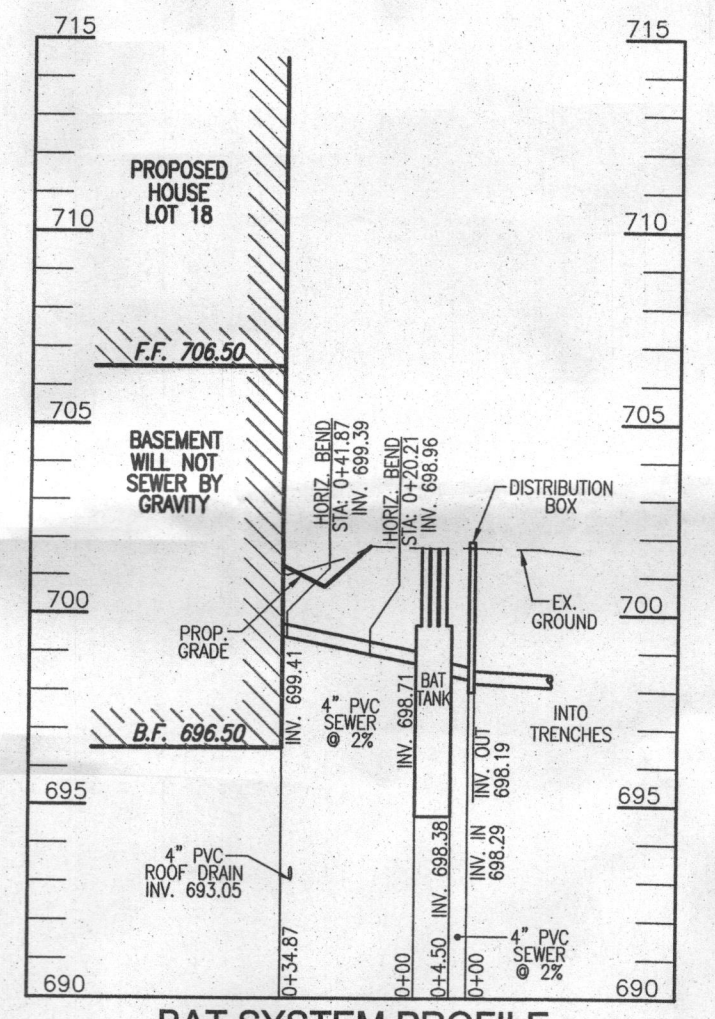 715
715
PROPOSED
HOUSE
LOT 18
710
710
F.F. 706.50
705
705
BASEMENT
WILL NOT
SEWER BY
GRAVITY
HORIZ. BEND
STA: 0+41.87
INV. 699.39
HORIZ. BEND
STA: 0+20.21
INV. 698.96
DISTRIBUTION
BOX
700
700
PROP.
GRADE
EX.
GROUND
INV. 699.41
4" PVC
SEWER
@ 2%
INV. 698.71
BAT
TANK
INTO
TRENCHES
B.F. 696.50
INV. OUT
698.19
695
695
4" PVC
ROOF DRAIN
INV. 693.05
INV. 698.38
INV. IN
698.29
0+34.87
0+00
0+4.50
0+00
4" PVC
SEWER
@ 2%
690
690
BAT SYSTEM PROFILE